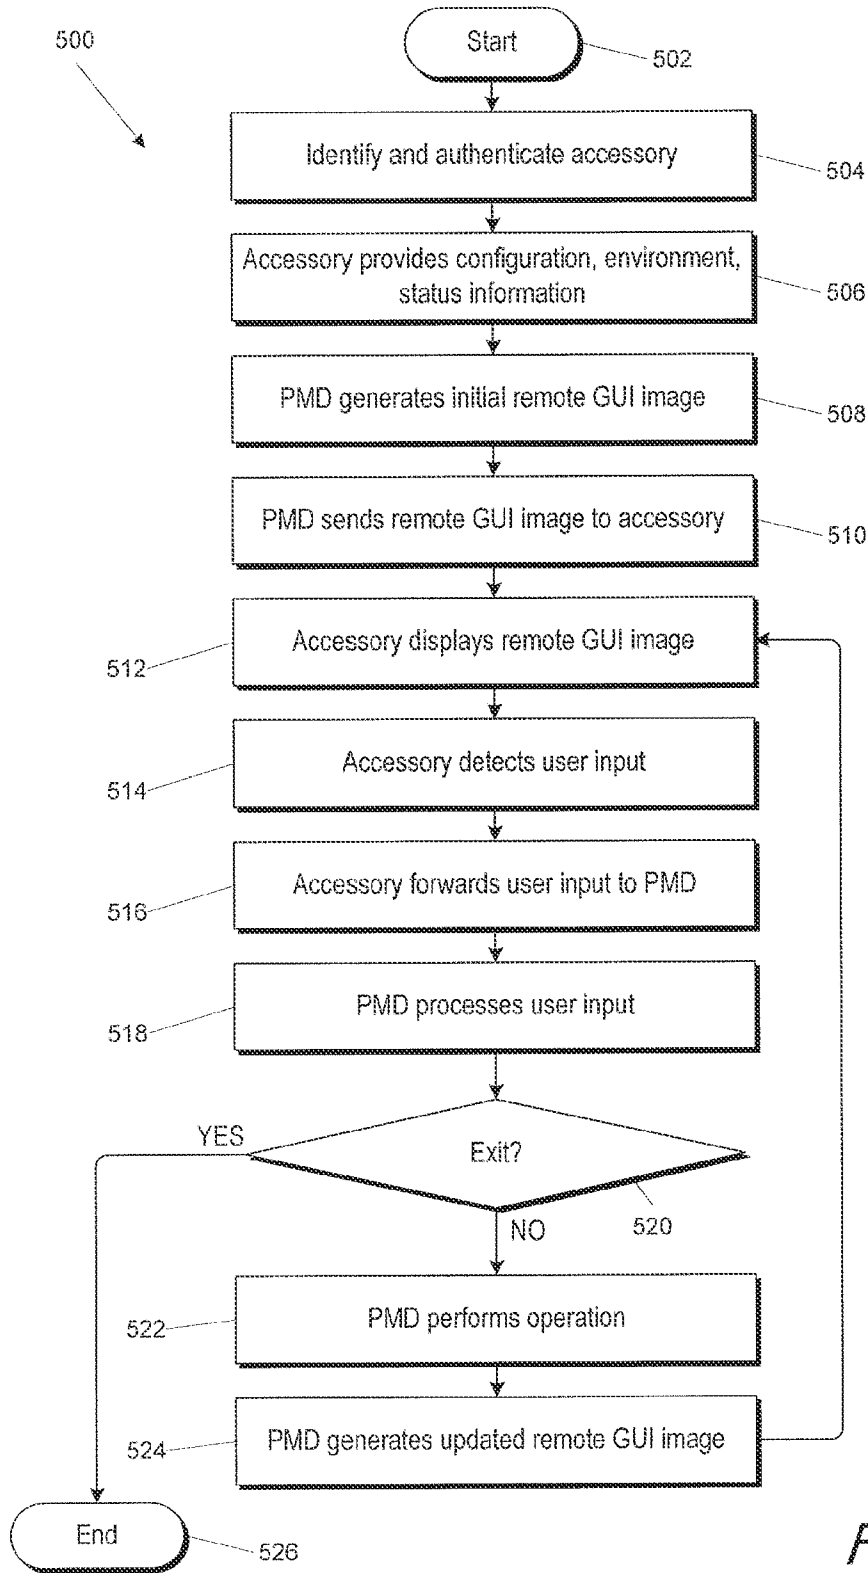 500
Start
502
Identify and authenticate accessory
504
Accessory provides configuration, environment,
status information
506
PMD generates initial remote GUI image
508
PMD sends remote GUI image to accessory
510
Accessory displays remote GUI image
512
Accessory detects user input
514
Accessory forwards user input to PMD
516
PMD processes user input
518
YES
Exit?
520
NO
PMD performs operation
522
PMD generates updated remote GUI image
524
End
526